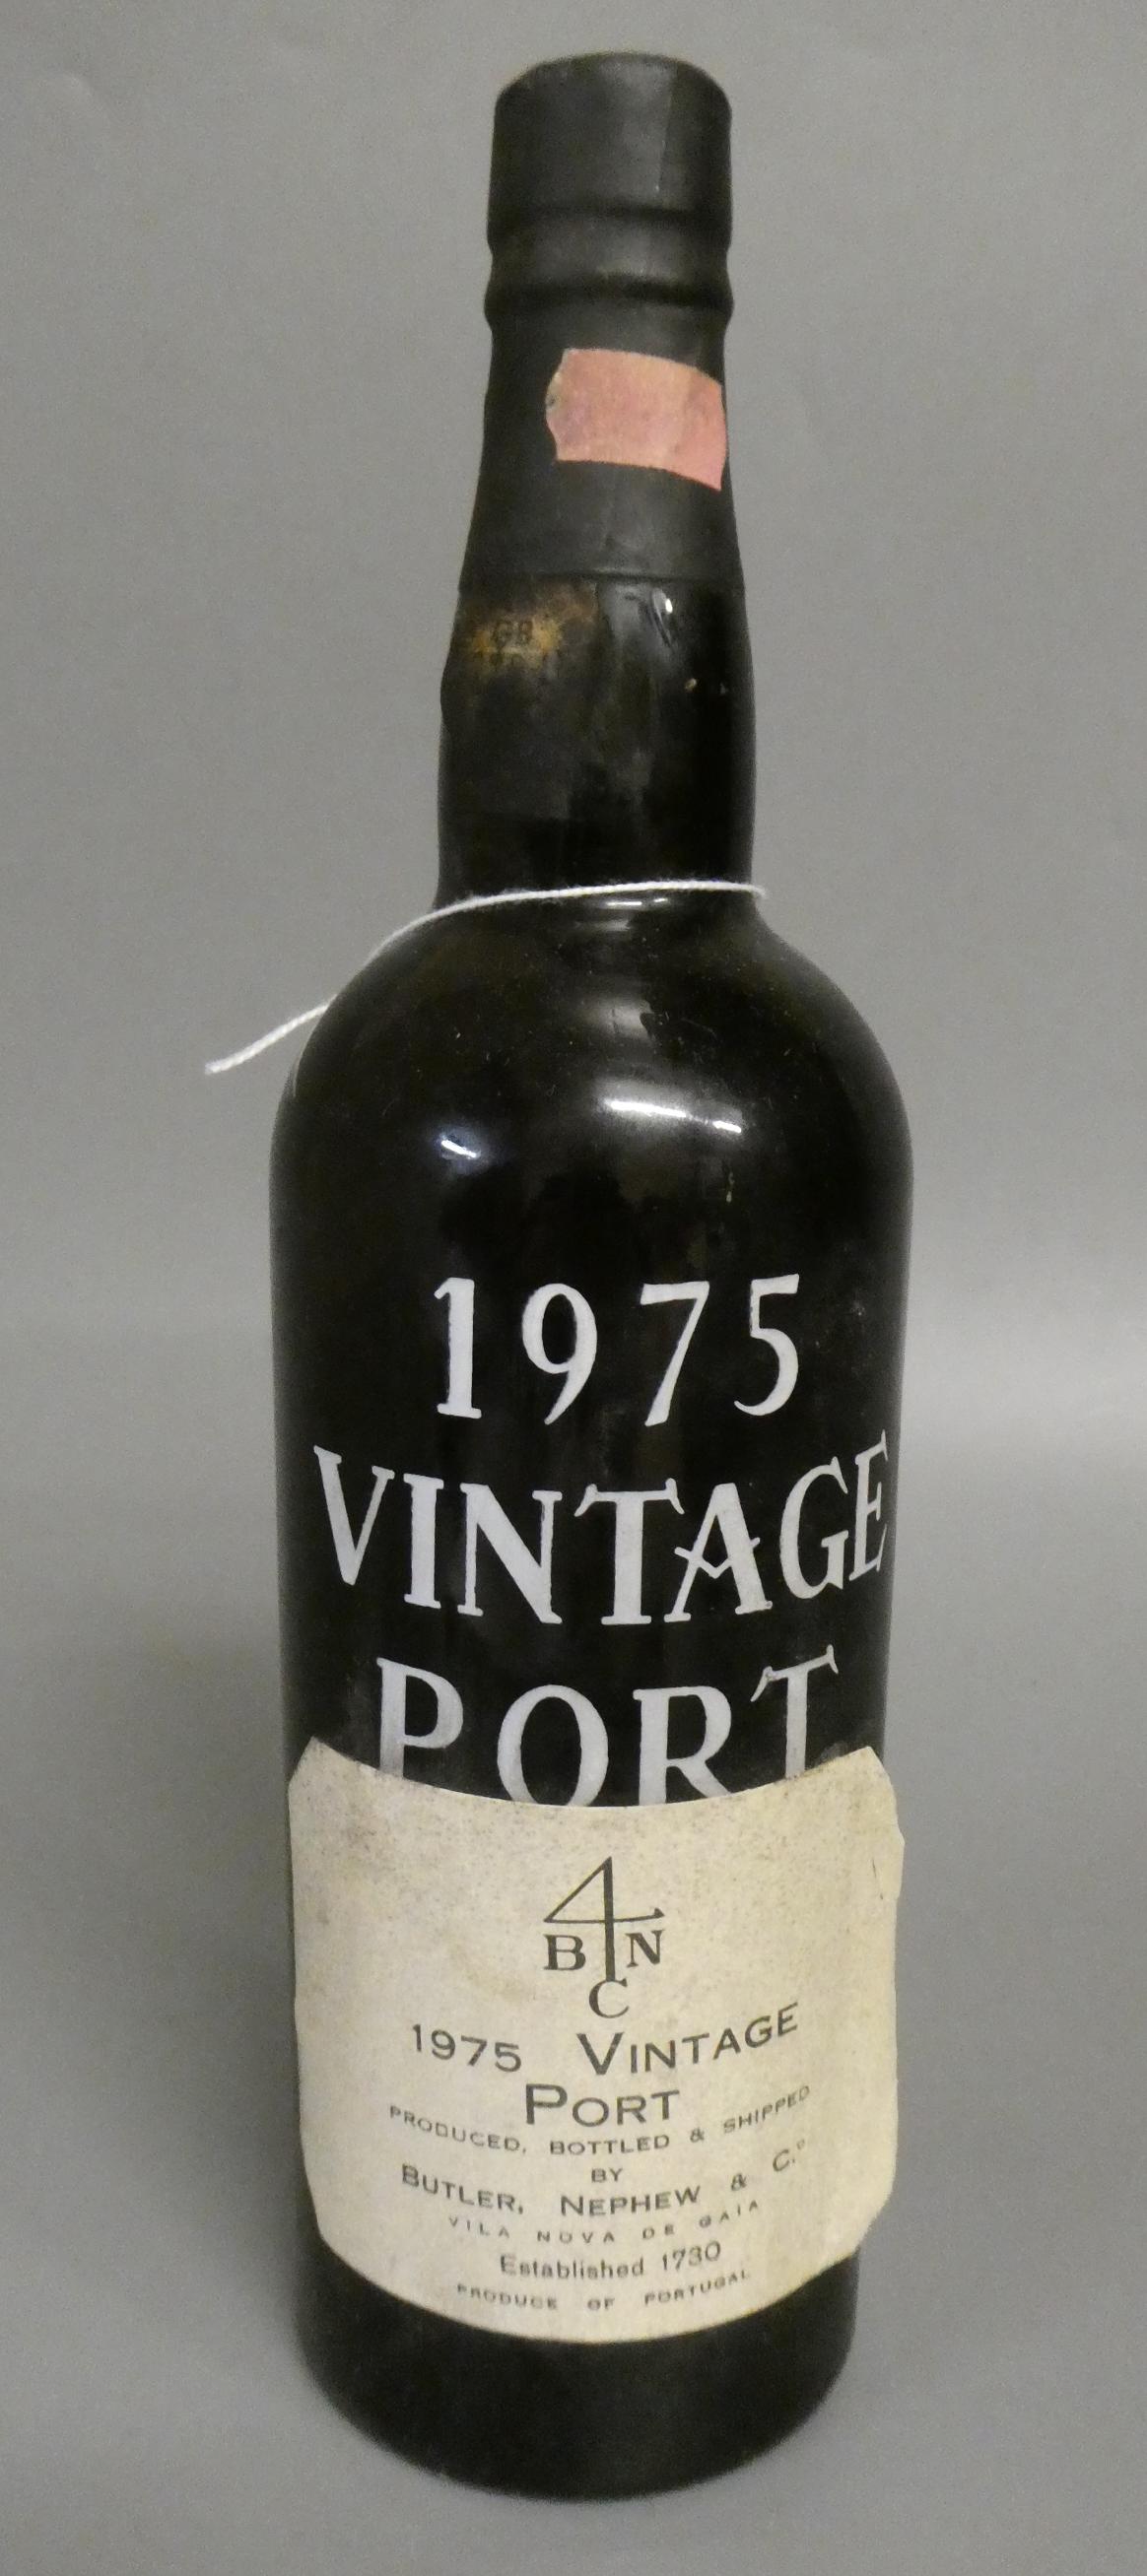 GB
1975
VINTAGE
PORT
4
B N
C
1975 VINTAGE
PORT
PRODUCED, BOTTLED & SHIPPED
BY
BUTLER, NEPHEW & Cº
VILA NOVA DE GAIA
Established 1730
PRODUCE OF PORTUGAL